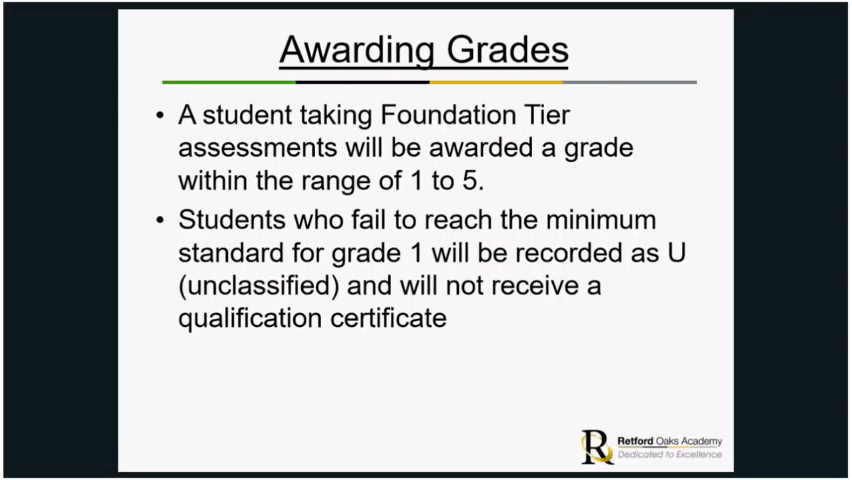 Awarding Grades
• A student taking Foundation Tier
assessments will be awarded a grade
within the range of 1 to 5.
• Students who fail to reach the minimum
standard for grade 1 will be recorded as U
(unclassified) and will not receive a
qualification certificate
R
Retford Oaks Academy
Dedicated to Excellence